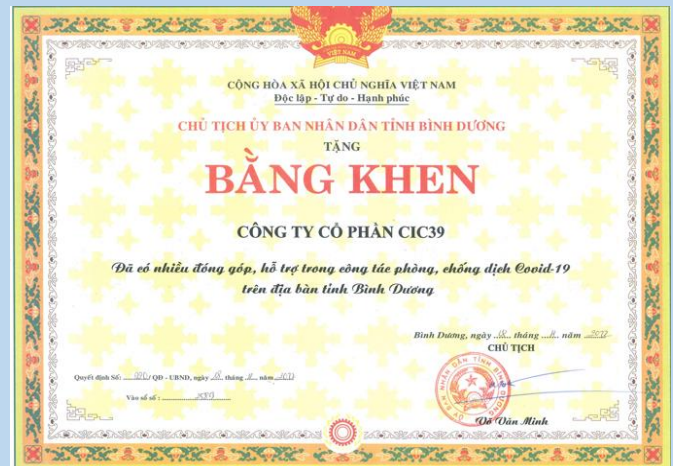 VIỆT NAM
CỘNG HÒA XÃ HỘI CHỦ NGHĨA VIỆT NAM
Độc lập - Tự do - Hạnh phúc
CHỦ TỊCH ỦY BAN NHÂN DÂN TỈNH BÌNH DƯƠNG
TẶNG
BẰNG KHEN
CÔNG TY CỔ PHẦN CIC39
Đã có nhiều đóng góp, hỗ trợ trong công tác phòng, chống dịch Covid-19
trên địa bàn tỉnh Bình Dương
Bình Dương, ngày tháng năm
CHỦ TỊCH
Quyết định Số: / QĐ - UBND, ngày tháng năm
Vào sổ số :
Võ Văn Minh